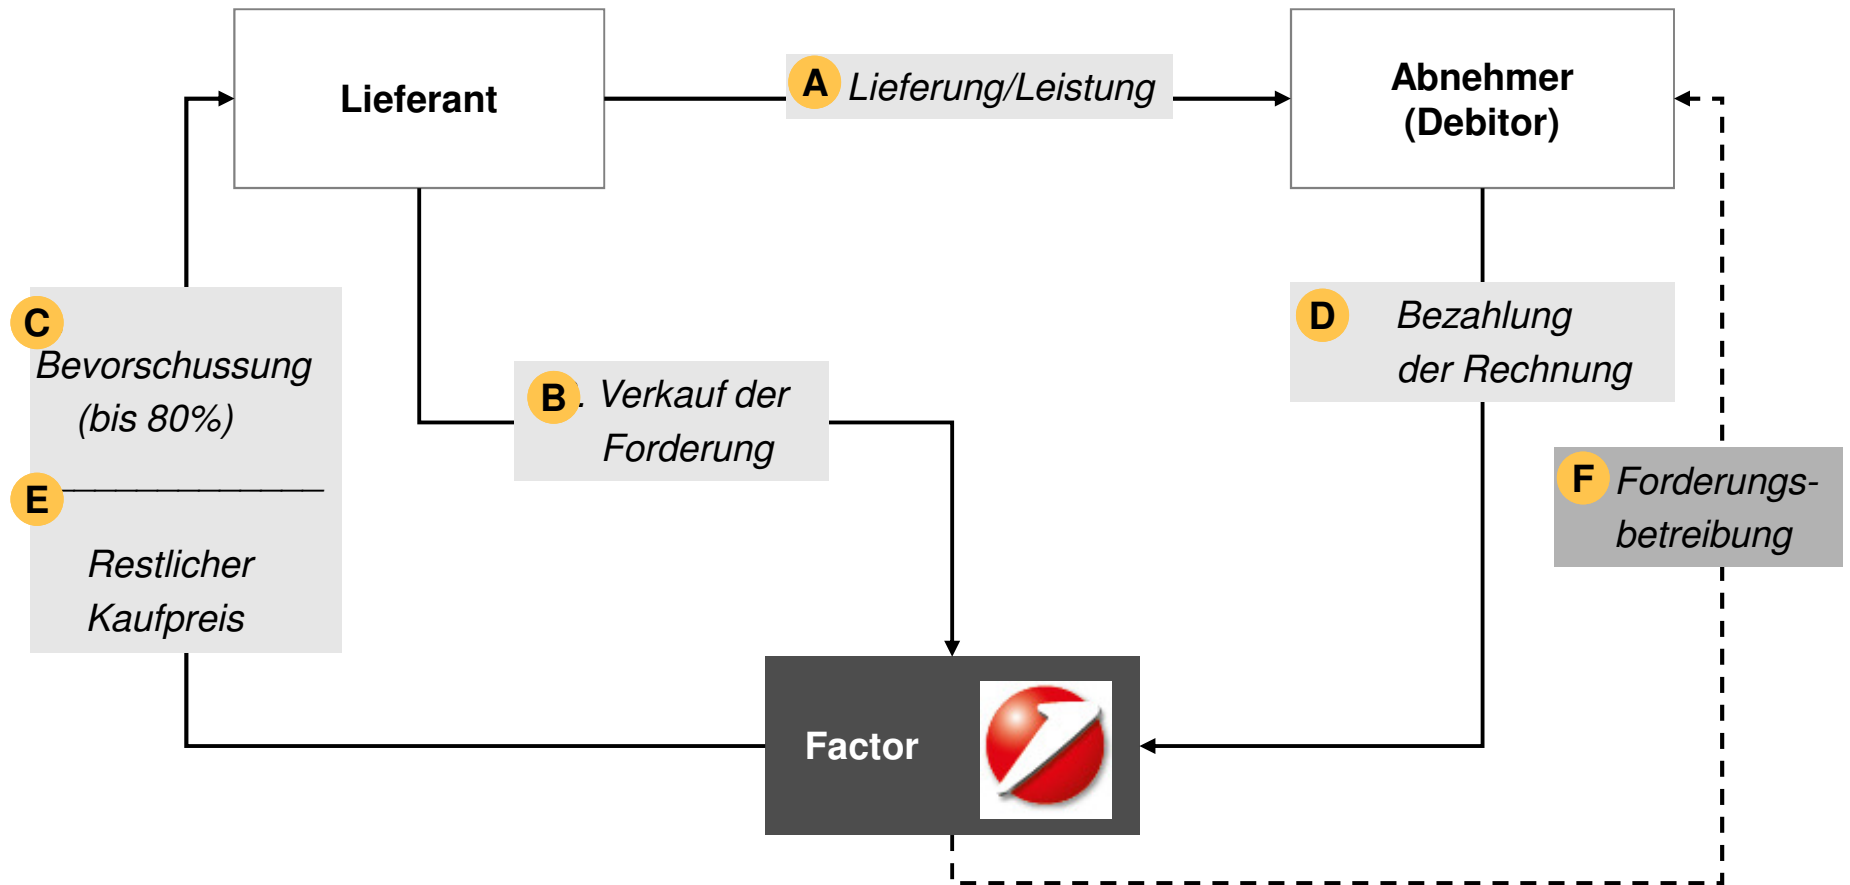 Lieferant
A Lieferung/Leistung
Abnehmer
(Debitor)
C
Bevorschussung
(bis 80%)
E
Restlicher
Kaufpreis
B . Verkauf der
Forderung
D Bezahlung
der Rechnung
F Forderungs-
betreibung
Factor